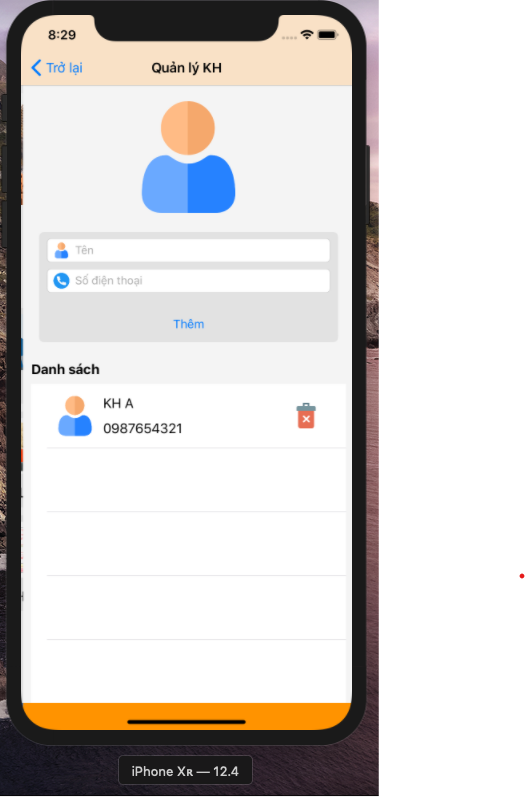 8:29
Trở lại
Quản lý KH
Tên
Số điện thoại
Thêm
Danh sách
KH A
0987654321
iPhone Xʀ — 12.4